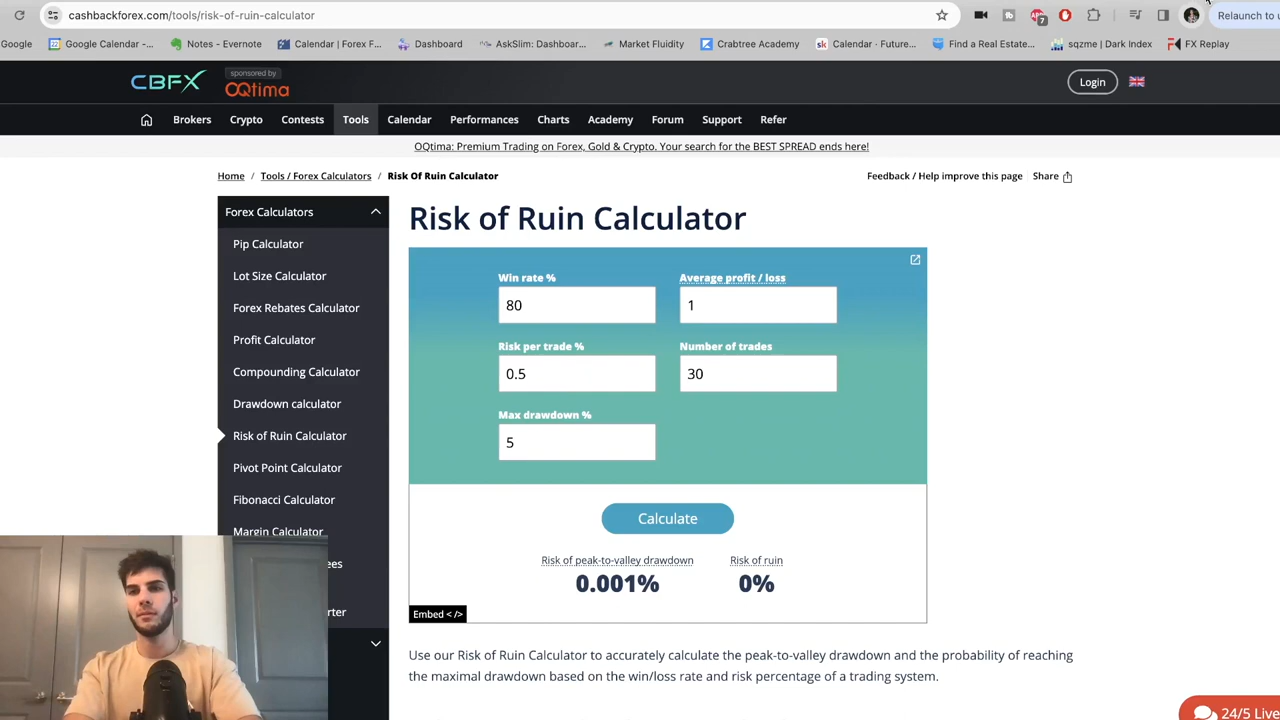 cashbackforex.com/tools/risk-of-ruin-calculator
7
Relaunch to u
Google
Google Calendar -...
Notes - Evernote
Calendar | Forex F...
Dashboard
AskSlim: Dashboar...
Market Fluidity
Crabtree Academy
Calendar · Future...
Find a Real Estate...
sqzme | Dark Index
FX Replay
CBFX
sponsored by
OQtima
Login
Brokers
Crypto
Contests
Tools
Calendar
Performances
Charts
Academy
Forum
Support
Refer
OQtima: Premium Trading on Forex, Gold & Crypto. Your search for the BEST SPREAD ends here!
Home / Tools / Forex Calculators / Risk Of Ruin Calculator
Feedback / Help improve this page
Share
Forex Calculators
Pip Calculator
Lot Size Calculator
Forex Rebates Calculator
Profit Calculator
Compounding Calculator
Drawdown calculator
Risk of Ruin Calculator
Pivot Point Calculator
Fibonacci Calculator
Margin Calculator
ees
rter
Risk of Ruin Calculator
Win rate %
Average profit / loss
80
1
Risk per trade %
Number of trades
0.5
30
Max drawdown %
5
Calculate
Risk of peak-to-valley drawdown
Risk of ruin
0.001%
0%
Embed < />
Use our Risk of Ruin Calculator to accurately calculate the peak-to-valley drawdown and the probability of reaching
the maximal drawdown based on the win/loss rate and risk percentage of a trading system.
24/5 Live